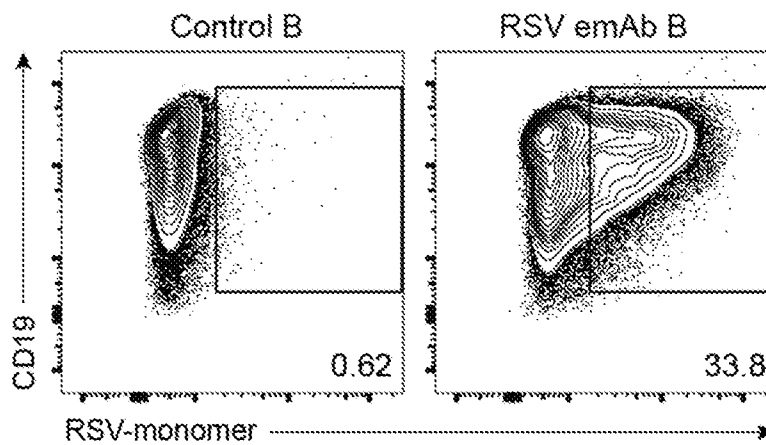 Control B
RSV emAb B
CD19
0.62
33.8
RSV-monomer